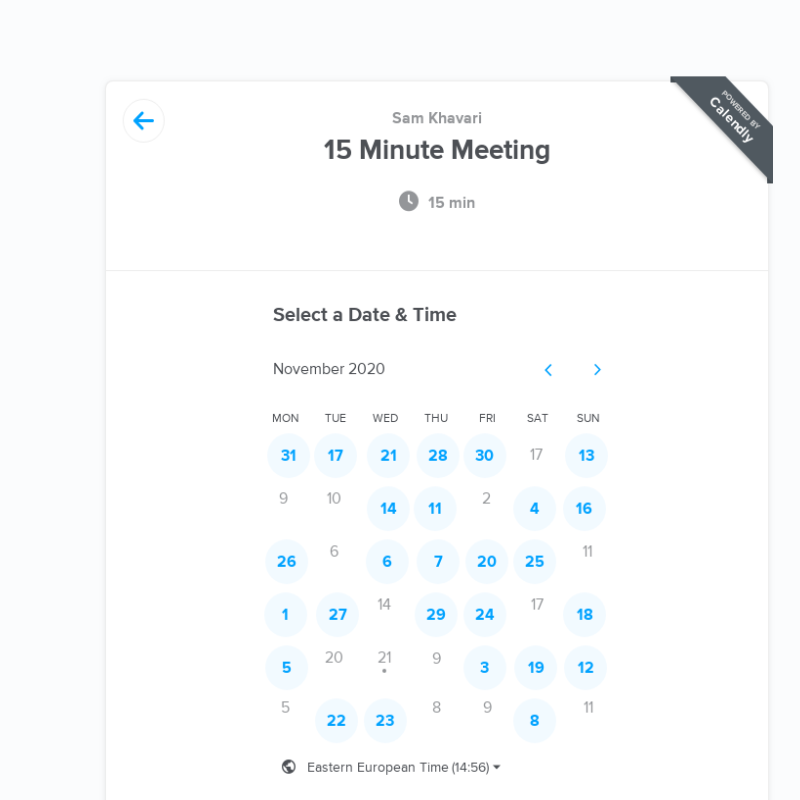 POWERED BY
Calendly
Sam Khavari
15 Minute Meeting
15 min
Select a Date & Time
November 2020
MON TUE WED THU FRI SAT SUN
31 17 21 28 30 17 13
9 10 14 11 2 4 16
26 6 6 7 20 25 11
1 27 14 29 24 17 18
5 20 21 9 3 19 12
5 22 23 8 9 8 11
Eastern European Time (14:56)